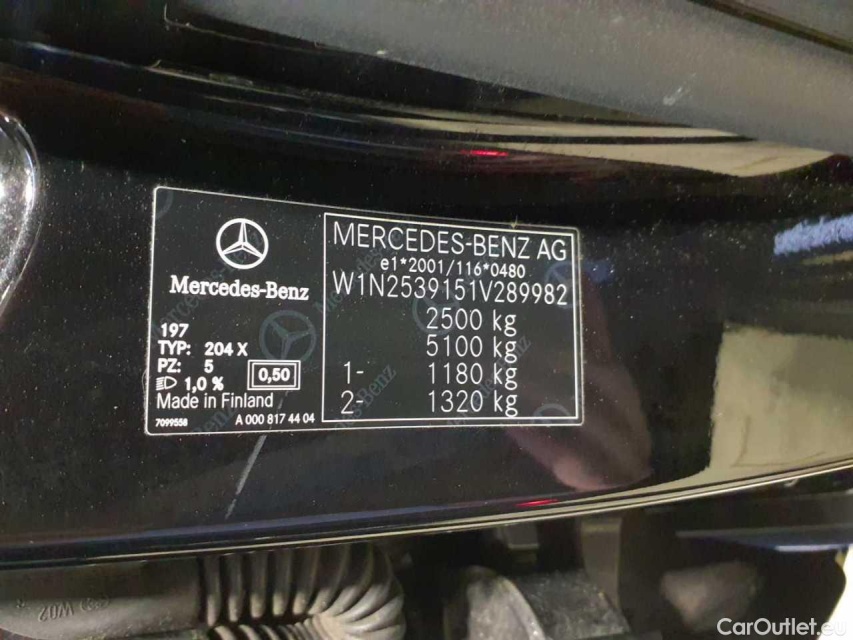 Mercedes-Benz
197
TYP: 204 X
PZ: 5
1,0 %
0,50
Made in Finland
7099558
A 000 817 44 04
MERCEDES-BENZ AG
e1*2001/116*0480
W1N2539151V289982
2500 kg
5100 kg
1- 1180 kg
2- 1320 kg
CarOutlet.eu